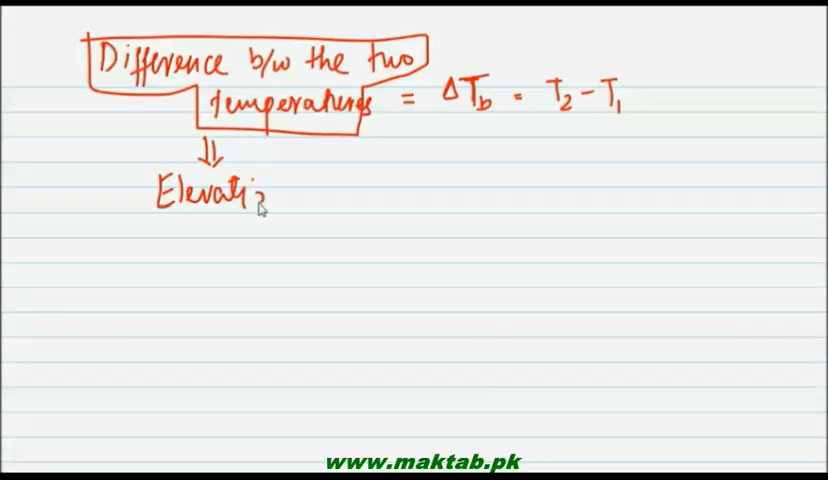 Difference b/w the two
temperatures = ΔTb = T2 - T1
⇓
Elevati
www.maktab.pk